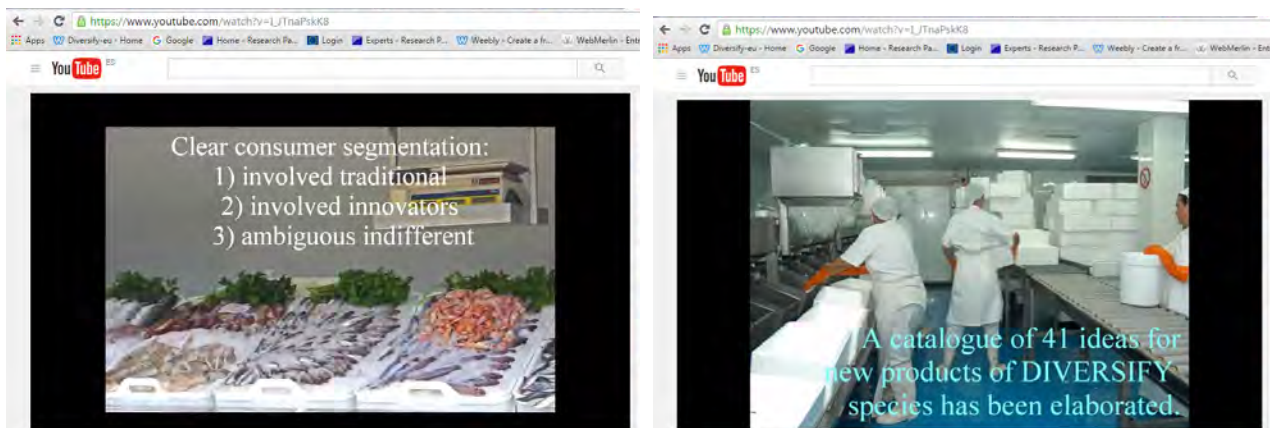 https://www.youtube.com/watch?v=1_JTnaPskK8
Apps Diversify-eu - Home Google Home - Research Pa... Login Experts - Research P... Weebly - Create a fr... WebMerlin - Ent
YouTube ES
Clear consumer segmentation:
1) involved traditional
2) involved innovators
3) ambiguous indifferent
https://www.youtube.com/watch?v=1_JTnaPskK8
Apps Diversify-eu - Home Google Home - Research Pa... Login Experts - Research P... Weebly - Create a fr... WebMerlin - Ent
YouTube ES
A catalogue of 41 ideas for
new products of DIVERSIFY
species has been elaborated.